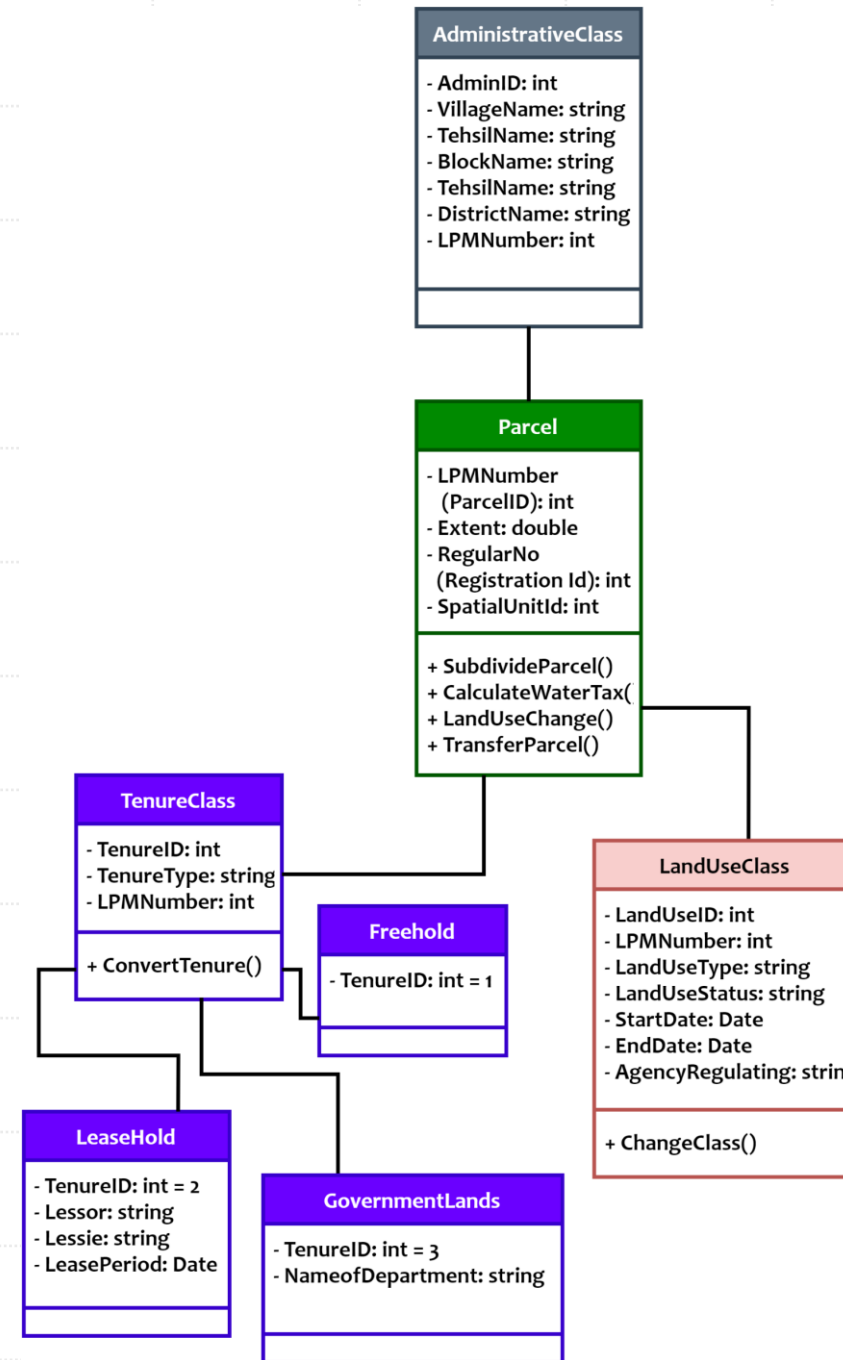 AdministrativeClass
- AdminID: int
- VillageName: string
- TehsilName: string
- BlockName: string
- TehsilName: string
- DistrictName: string
- LPMNumber: int
Parcel
- LPMNumber
(ParcelID): int
- Extent: double
- RegularNo
(Registration Id): int
- SpatialUnitId: int
+ SubdivideParcel()
+ CalculateWaterTax(
+ LandUseChange()
+ TransferParcel()
TenureClass
- TenureID: int
- TenureType: string
- LPMNumber: int
+ ConvertTenure()
Freehold
- TenureID: int = 1
LandUseClass
- LandUseID: int
- LPMNumber: int
- LandUseType: string
- LandUseStatus: string
- StartDate: Date
- EndDate: Date
- AgencyRegulating: strin
+ ChangeClass()
LeaseHold
- TenureID: int = 2
- Lessor: string
- Lessie: string
- LeasePeriod: Date
GovernmentLands
- TenureID: int = 3
- NameofDepartment: string